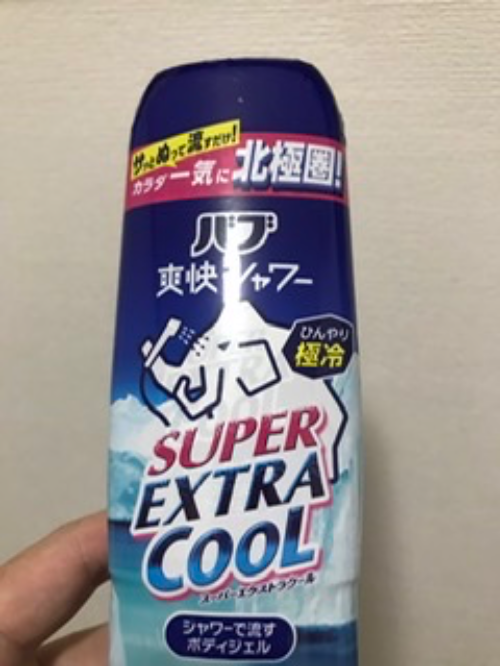 サッとぬって流すだけ!
カラダ一気に北極圏!
バブ
爽快シャワー
ひんやり
極冷
SUPER
EXTRA
COOL
スーパーエクストラクール
シャワーで流す
ボディジェル